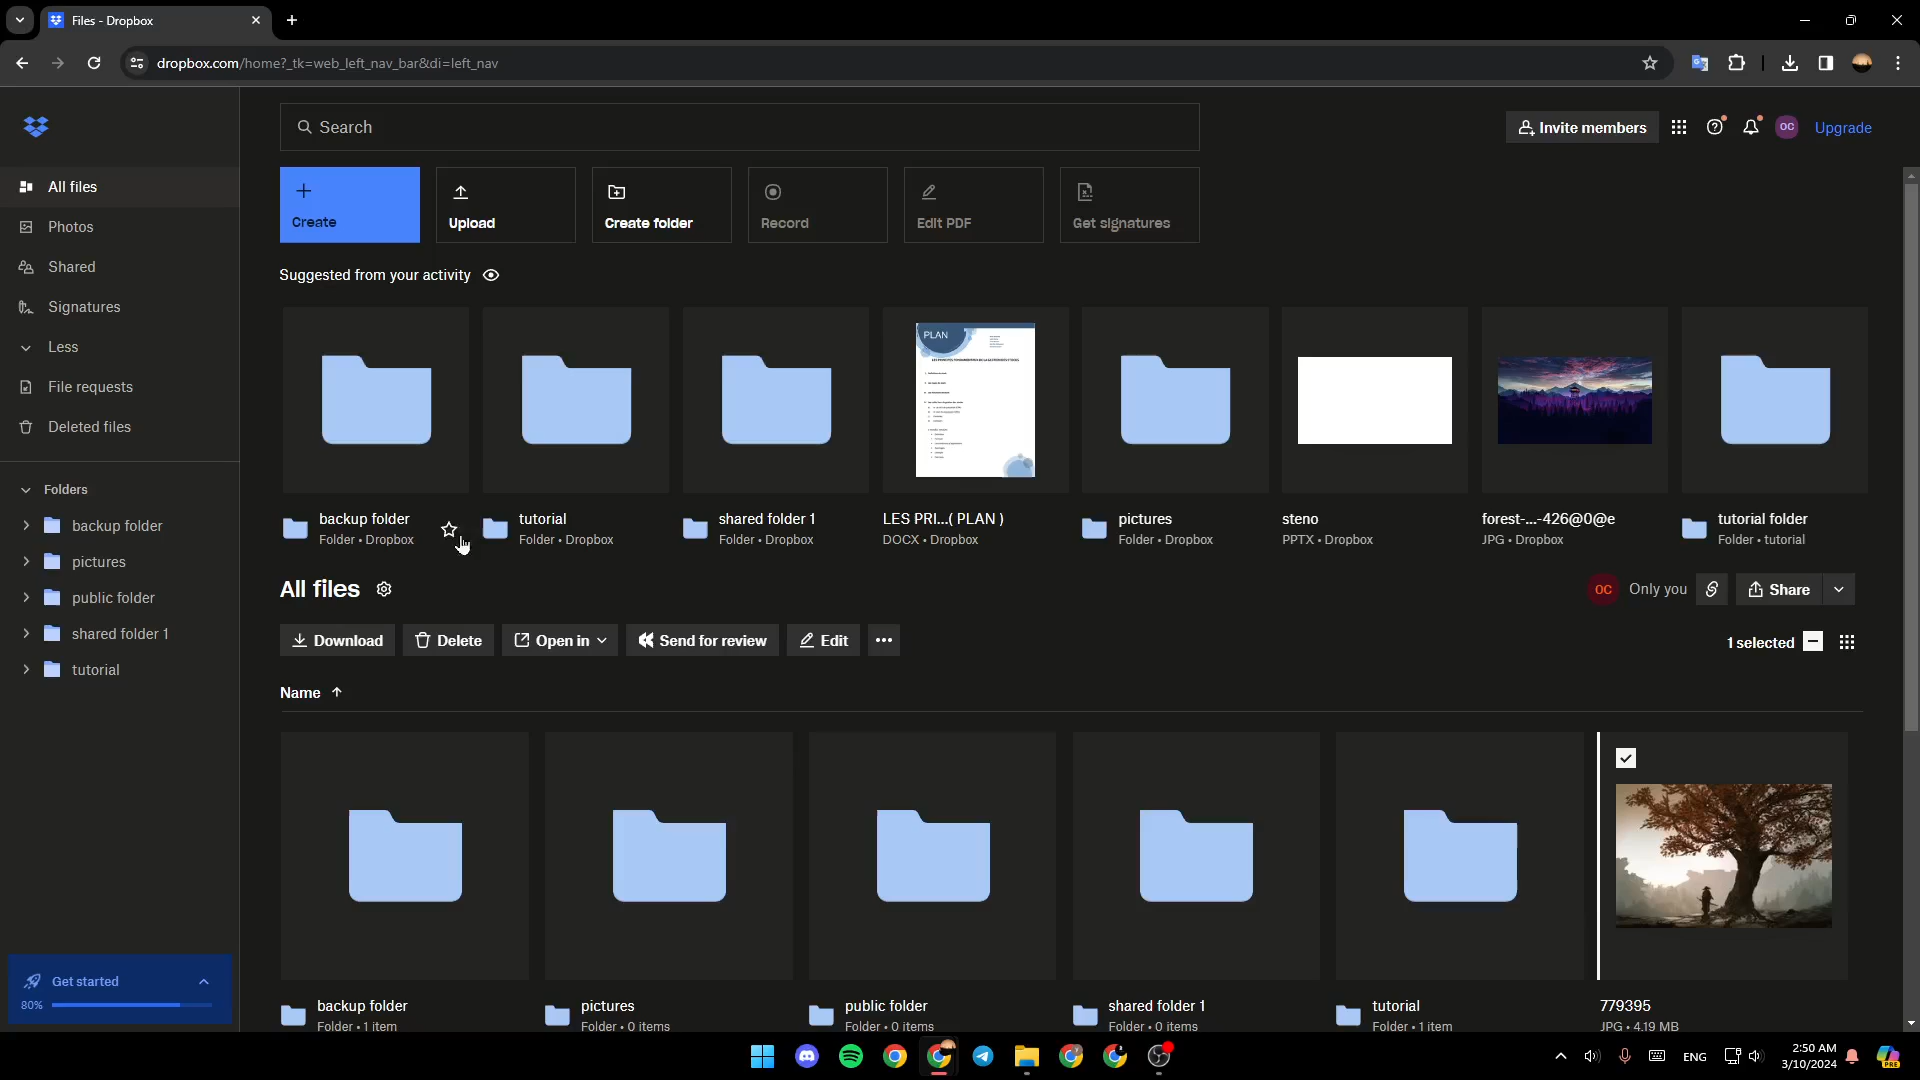 Files - Dropbox
dropbox.com/home?_tk=web_left_nav_bar&di=left_nav
Search
Invite members
OC
Upgrade
All files
Photos
Shared
Signatures
Less
File requests
Deleted files
Folders
backup folder
pictures
public folder
shared folder 1
tutorial
Get started
80%
Create
Upload
Create folder
Record
Edit PDF
Get signatures
Suggested from your activity
PLAN
backup folder
Folder • Dropbox
tutorial
Folder • Dropbox
shared folder 1
Folder • Dropbox
LES PRI...( PLAN )
DOCX • Dropbox
pictures
Folder • Dropbox
steno
PPTX • Dropbox
forest-...-426@0@e
JPG • Dropbox
tutorial folder
Folder • tutorial
All files
OC Only you
Share
Download
Delete
Open in
Send for review
Edit
1 selected
Name
backup folder
Folder • 1 item
pictures
Folder • 0 items
public folder
Folder • 0 items
shared folder 1
Folder • 0 items
tutorial
Folder • 1 item
779395
JPG • 4.19 MB
ENG
2:50 AM
3/10/2024
PRE